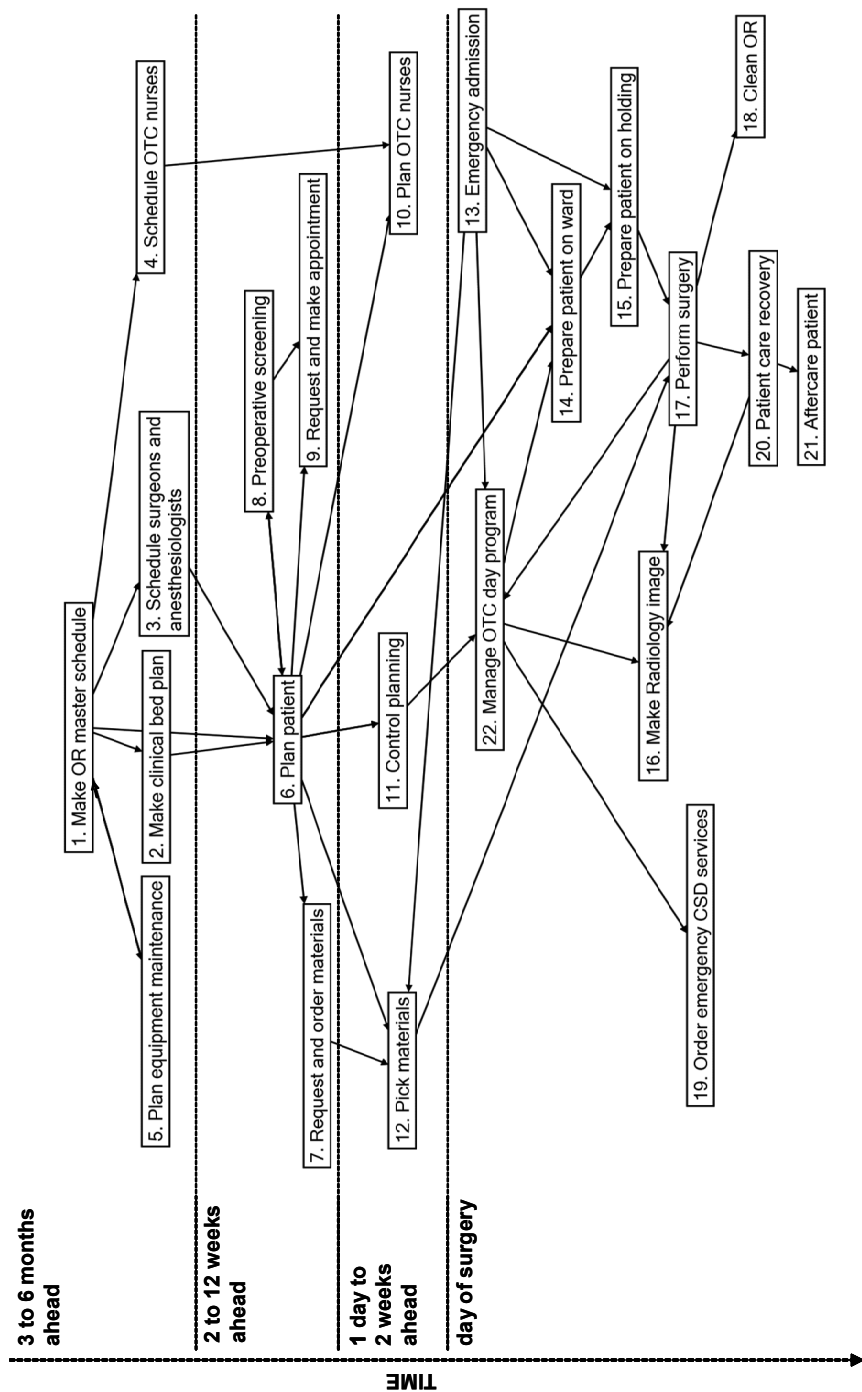 TIME
3 to 6 months
ahead
1. Make OR master schedule
5. Plan equipment maintenance
2. Make clinical bed plan
3. Schedule surgeons and
anesthesiologists
4. Schedule OTC nurses
2 to 12 weeks
ahead
8. Preoperative screening
6. Plan patient
7. Request and order materials
9. Request and make appointment
1 day to
2 weeks
ahead
12. Pick materials
11. Control planning
10. Plan OTC nurses
day of surgery
13. Emergency admission
22. Manage OTC day program
14. Prepare patient on ward
15. Prepare patient on holding
16. Make Radiology image
17. Perform surgery
19. Order emergency CSD services
18. Clean OR
20. Patient care recovery
21. Aftercare patient